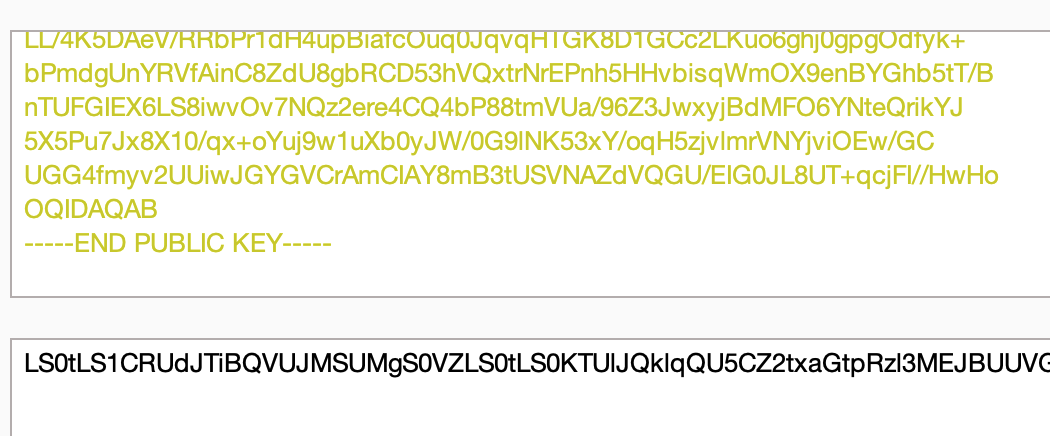 LL/4K5DAeV/RRbPr1dH4upBiafcOuq0JqvqHTGK8D1GCc2LKuo6ghj0gpgOdfyk+
bPmdgUnYRVfAinC8ZdU8gbRCD53hVQxtrNrEPnh5HHvbisqWmOX9enBYGhb5tT/B
nTUFGIEX6LS8iwvOv7NQz2ere4CQ4bP88tmVUa/96Z3JwxyjBdMFO6YNteQrikYJ
5X5Pu7Jx8X10/qx+oYuj9w1uXb0yJW/0G9lNK53xY/oqH5zjvlmrVNYjviOEw/GC
UGG4fmyv2UUiwJGYGVCrAmClAY8mB3tUSVNAZdVQGU/ElG0JL8UT+qcjFl//HwHo
OQIDAQAB
-----END PUBLIC KEY-----
LS0tLS1CRUdJTiBQVUJMSUMgS0VZLS0tLS0KTUlJQklqQU5CZ2txaGtpRzl3MEJBUUVG